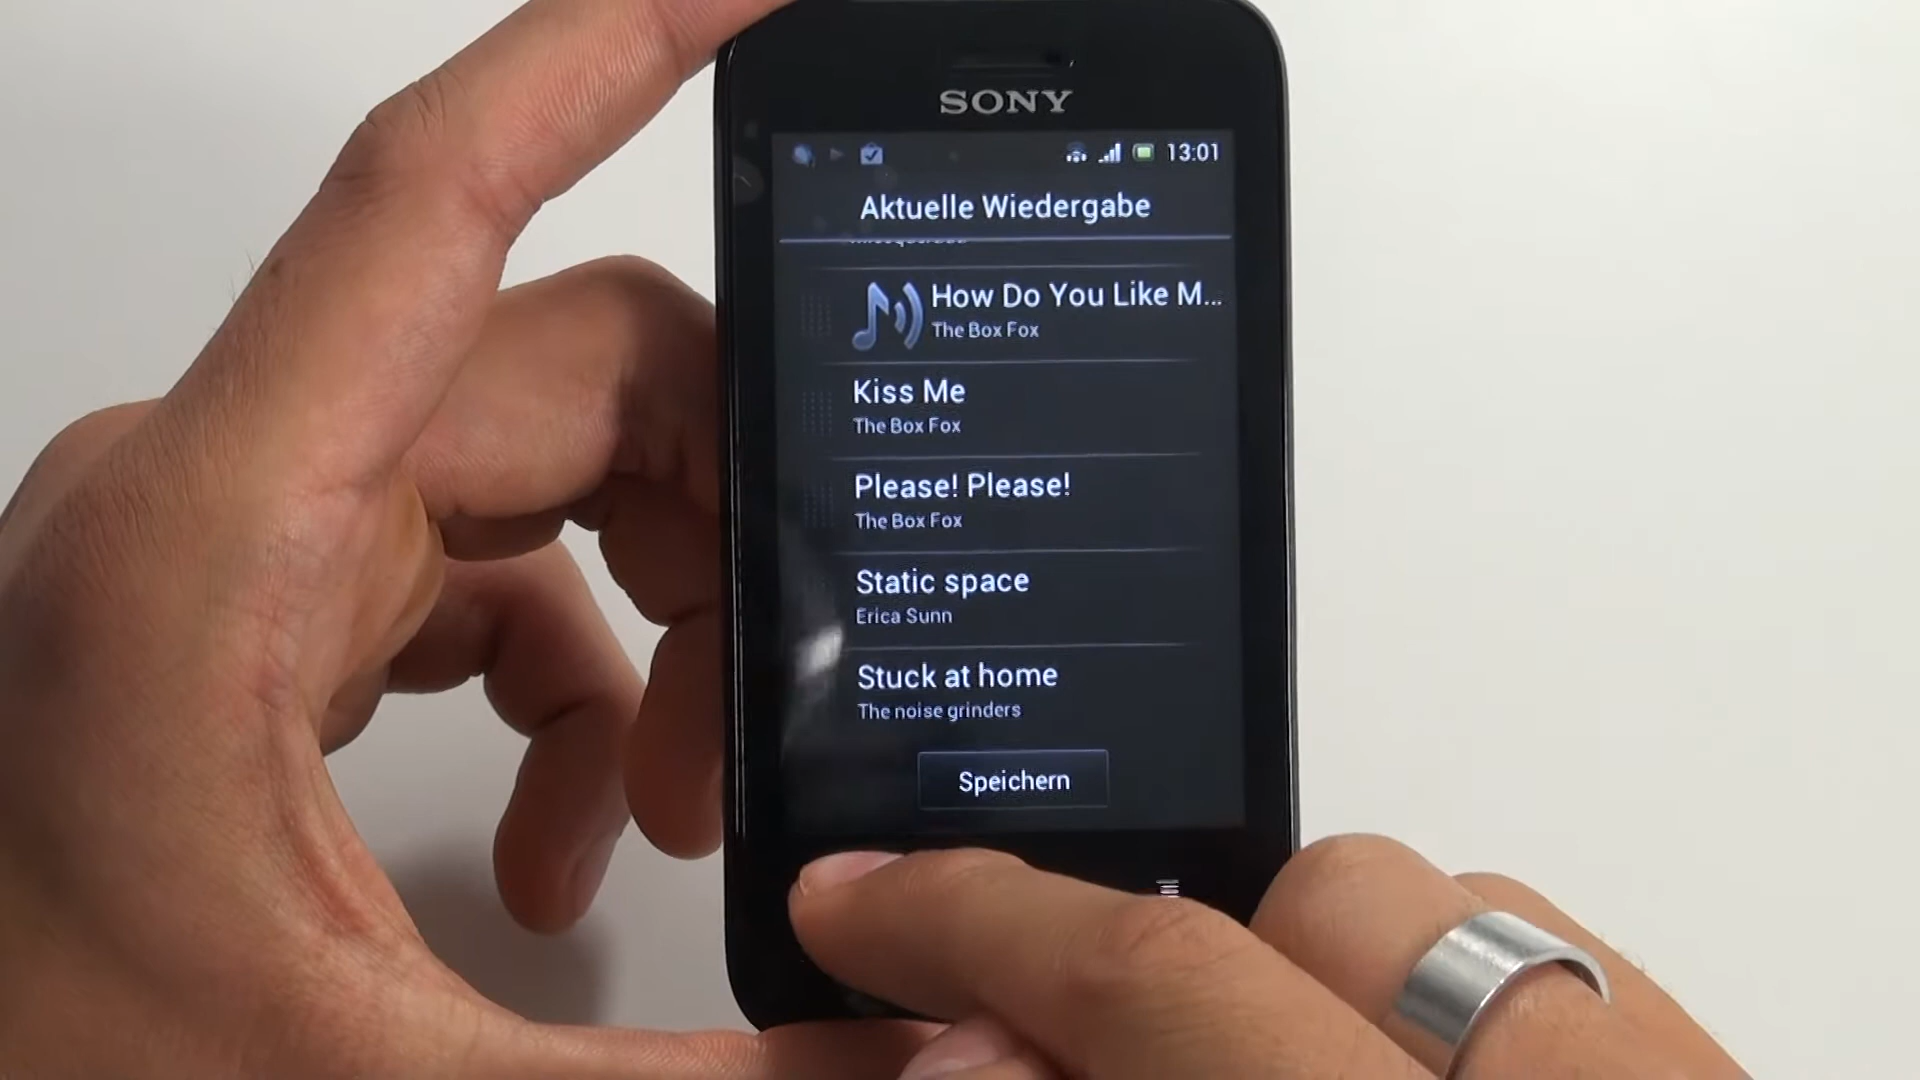 SONY
13:01
Aktuelle Wiedergabe
How Do You Like M...
The Box Fox
Kiss Me
The Box Fox
Please! Please!
The Box Fox
Static space
Erica Sunn
Stuck at home
The noise grinders
Speichern